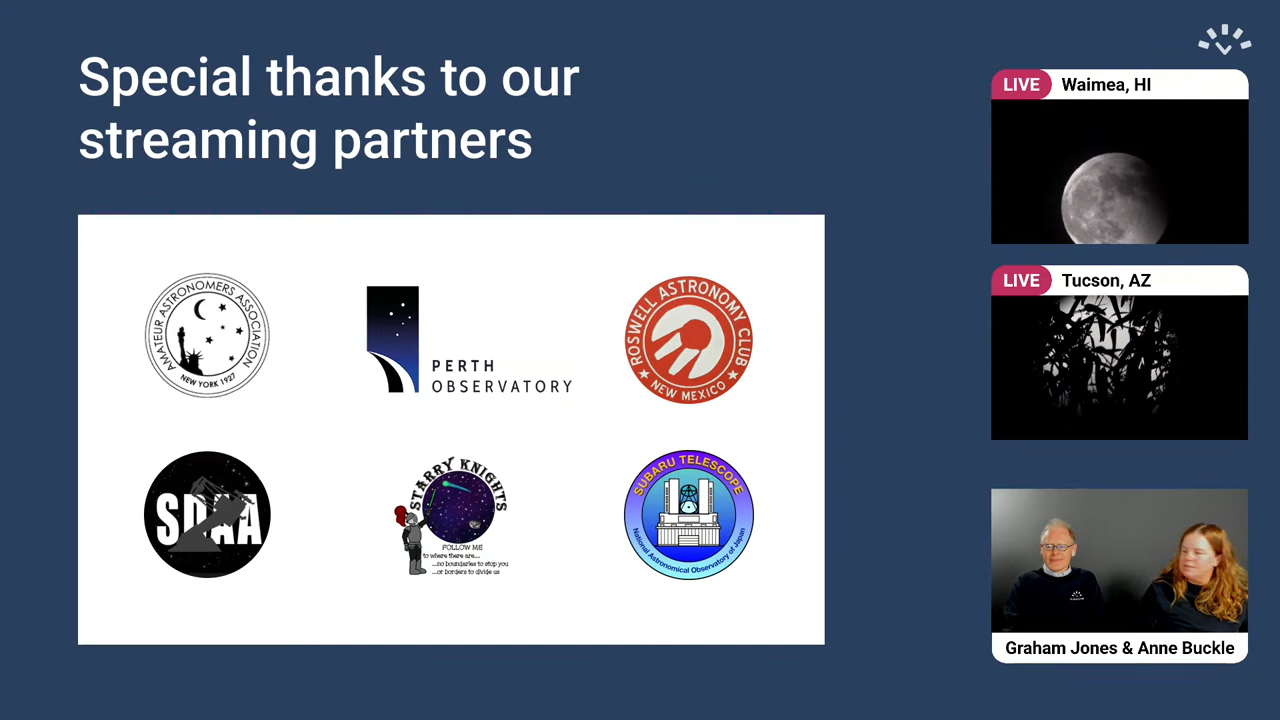 Special thanks to our
streaming partners
AMATEUR ASTRONOMERS ASSOCIATION
NEW YORK 1927
PERTH
OBSERVATORY
ROSWELL ASTRONOMY CLUB
NEW MEXICO
SDAA
STARRY KNIGHTS
FOLLOW ME
to where there are....
...no boundaries to stop you
...or borders to divide us
SUBARU TELESCOPE
National Astronomical Observatory of Japan
LIVE Waimea, HI
LIVE Tucson, AZ
Graham Jones & Anne Buckle